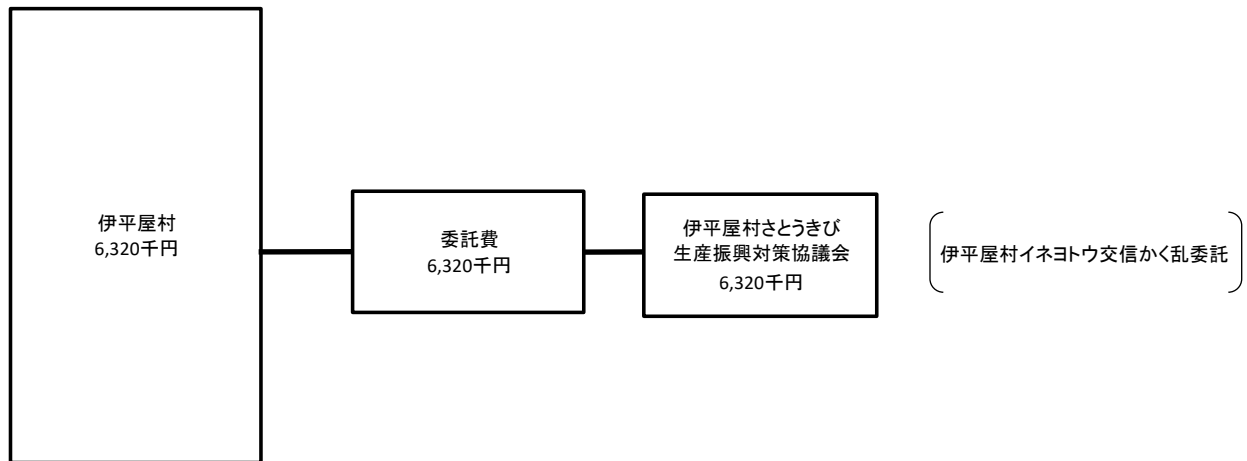 伊平屋村
6,320千円
委託費
6,320千円
伊平屋村さとうきび
生産振興対策協議会
6,320千円
伊平屋村イネヨトウ交信かく乱委託